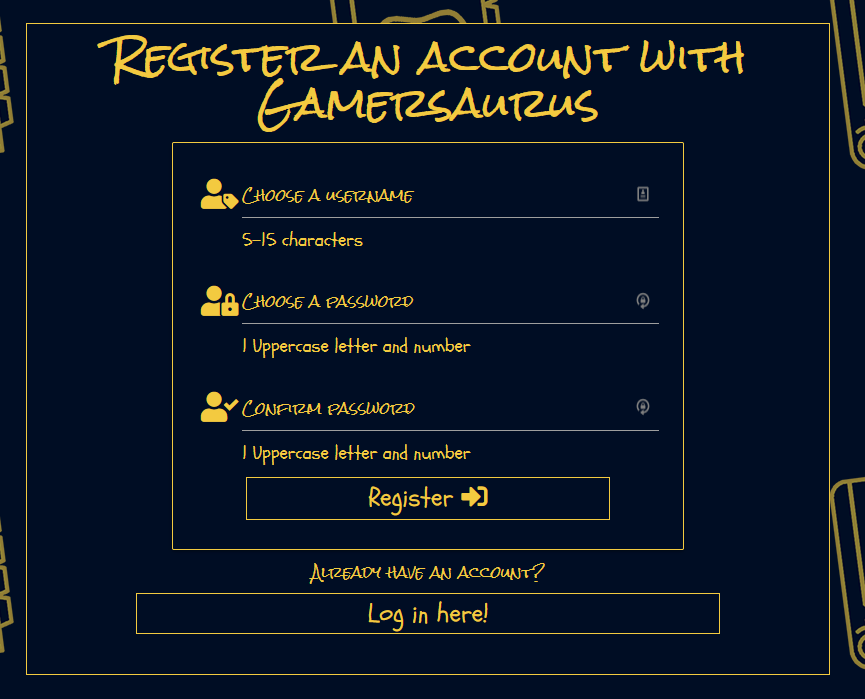 Register an account with
Gamersaurus
Choose a username
5-15 characters
Choose a password
1 Uppercase letter and number
Confirm password
1 Uppercase letter and number
Register
Already have an account?
Log in here!